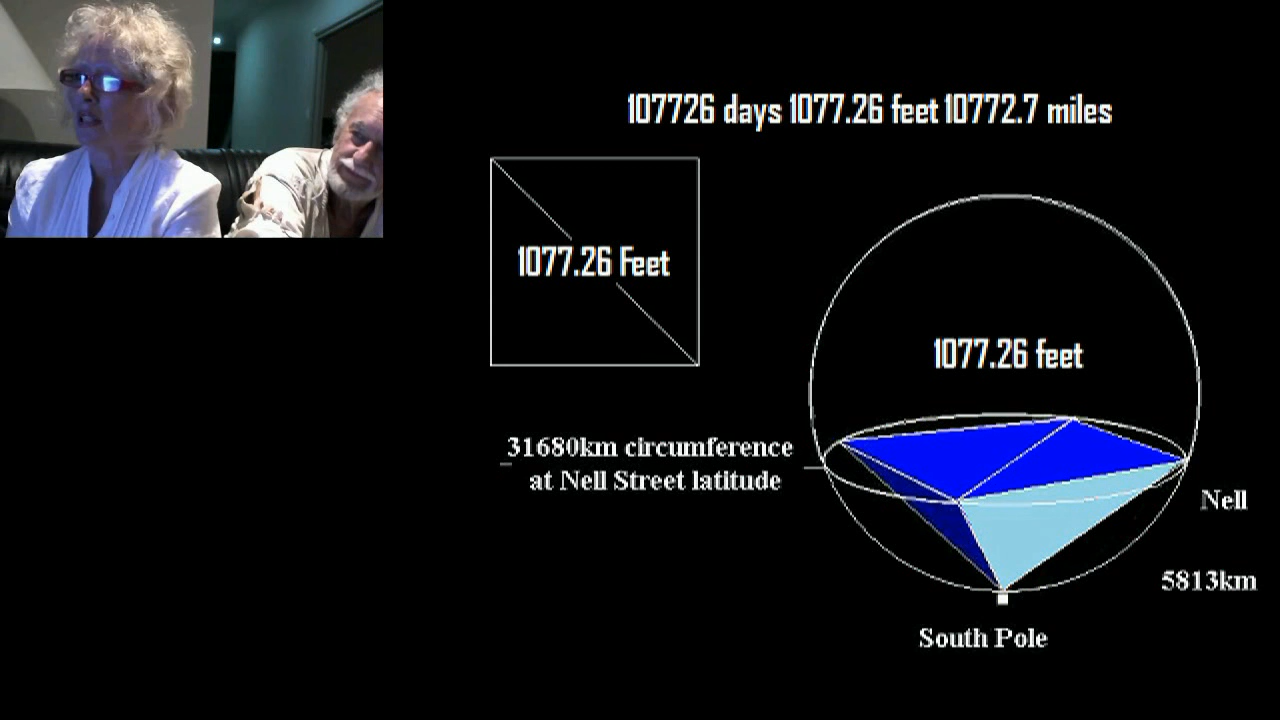 107726 days 1077.26 feet 10772.7 miles
1077.26 Feet
1077.26 feet
31680km circumference
at Nell Street latitude
Nell
5813km
South Pole